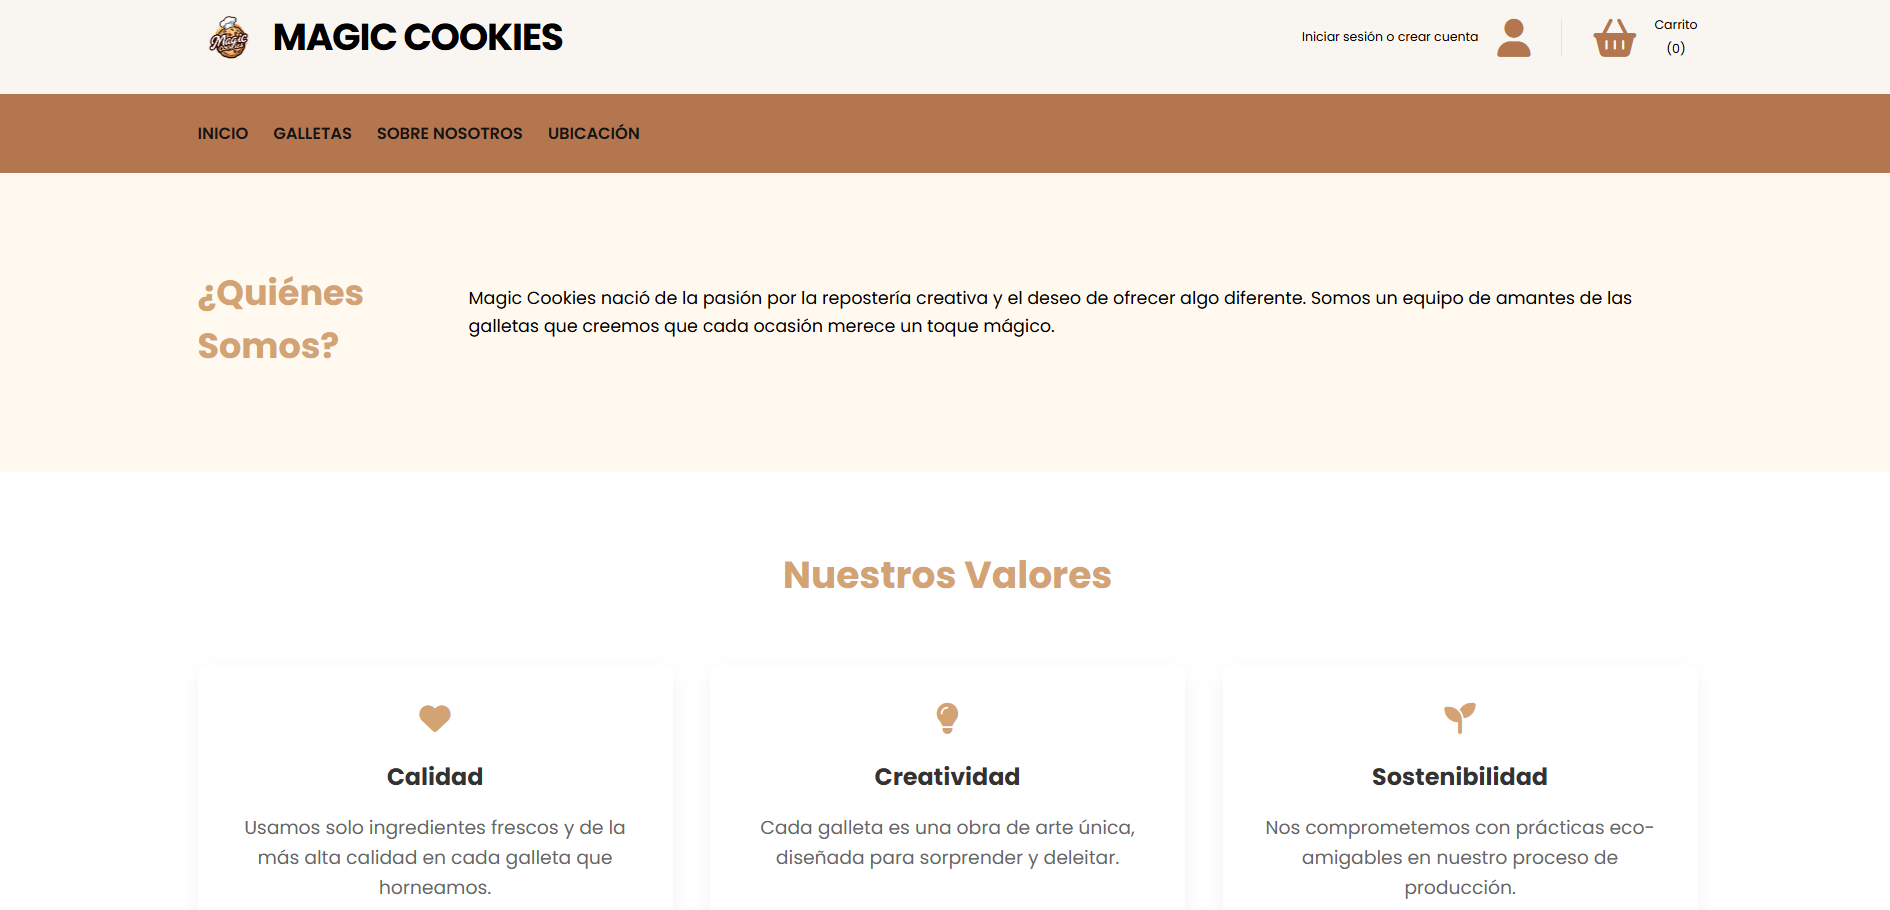 Magic
MAGIC COOKIES
Iniciar sesión o crear cuenta
Carrito
(0)
INICIO GALLETAS SOBRE NOSOTROS UBICACIÓN
¿Quiénes
Somos?
Magic Cookies nació de la pasión por la repostería creativa y el deseo de ofrecer algo diferente. Somos un equipo de amantes de las
galletas que creemos que cada ocasión merece un toque mágico.
Nuestros Valores
Calidad
Usamos solo ingredientes frescos y de la
más alta calidad en cada galleta que
horneamos.
Creatividad
Cada galleta es una obra de arte única,
diseñada para sorprender y deleitar.
Sostenibilidad
Nos comprometemos con prácticas eco-
amigables en nuestro proceso de
producción.